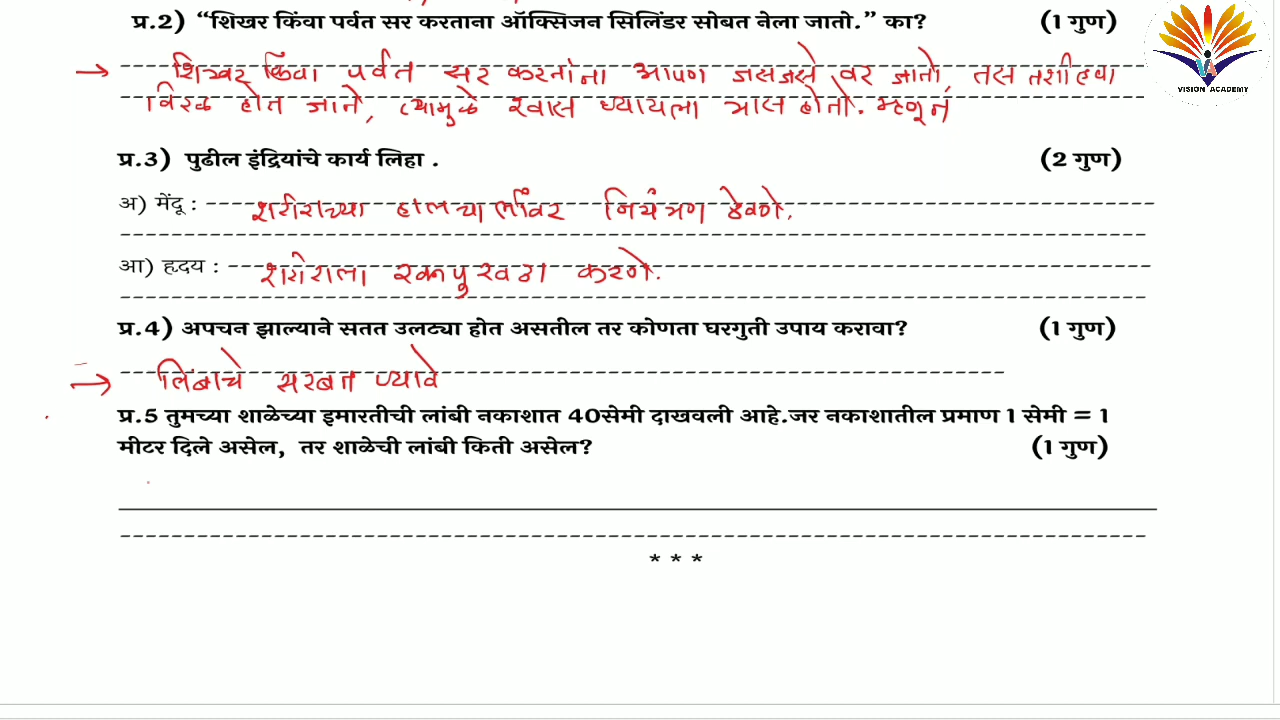 प्र.2) “शिखर किंवा पर्वत सर करताना ऑक्सिजन सिलिंडर सोबत नेला जातो.” का? (1 गुण)
VISION ACADEMY
→ शिखर किंवा पर्वत सर करतांना आपण जसजसे वर जातो, तस तशी हवा
विरळ होत जाते, त्यामुळे श्वास घ्यायला त्रास होतो. म्हणून
प्र.3) पुढील इंद्रियांचे कार्य लिहा . (2 गुण)
अ) मेंदू : शरीराच्या हालचालींवर नियंत्रण ठेवणे.
आ) हृदय : शरीराला रक्तपुरवठा करणे.
प्र.4) अपचन झाल्याने सतत उलट्या होत असतील तर कोणता घरगुती उपाय करावा? (1 गुण)
→ लिंबाचे सरबत प्यावे
प्र.5 तुमच्या शाळेच्या इमारतीची लांबी नकाशात 40सेमी दाखवली आहे.जर नकाशातील प्रमाण 1 सेमी = 1
मीटर दिले असेल, तर शाळेची लांबी किती असेल? (1 गुण)
* * *